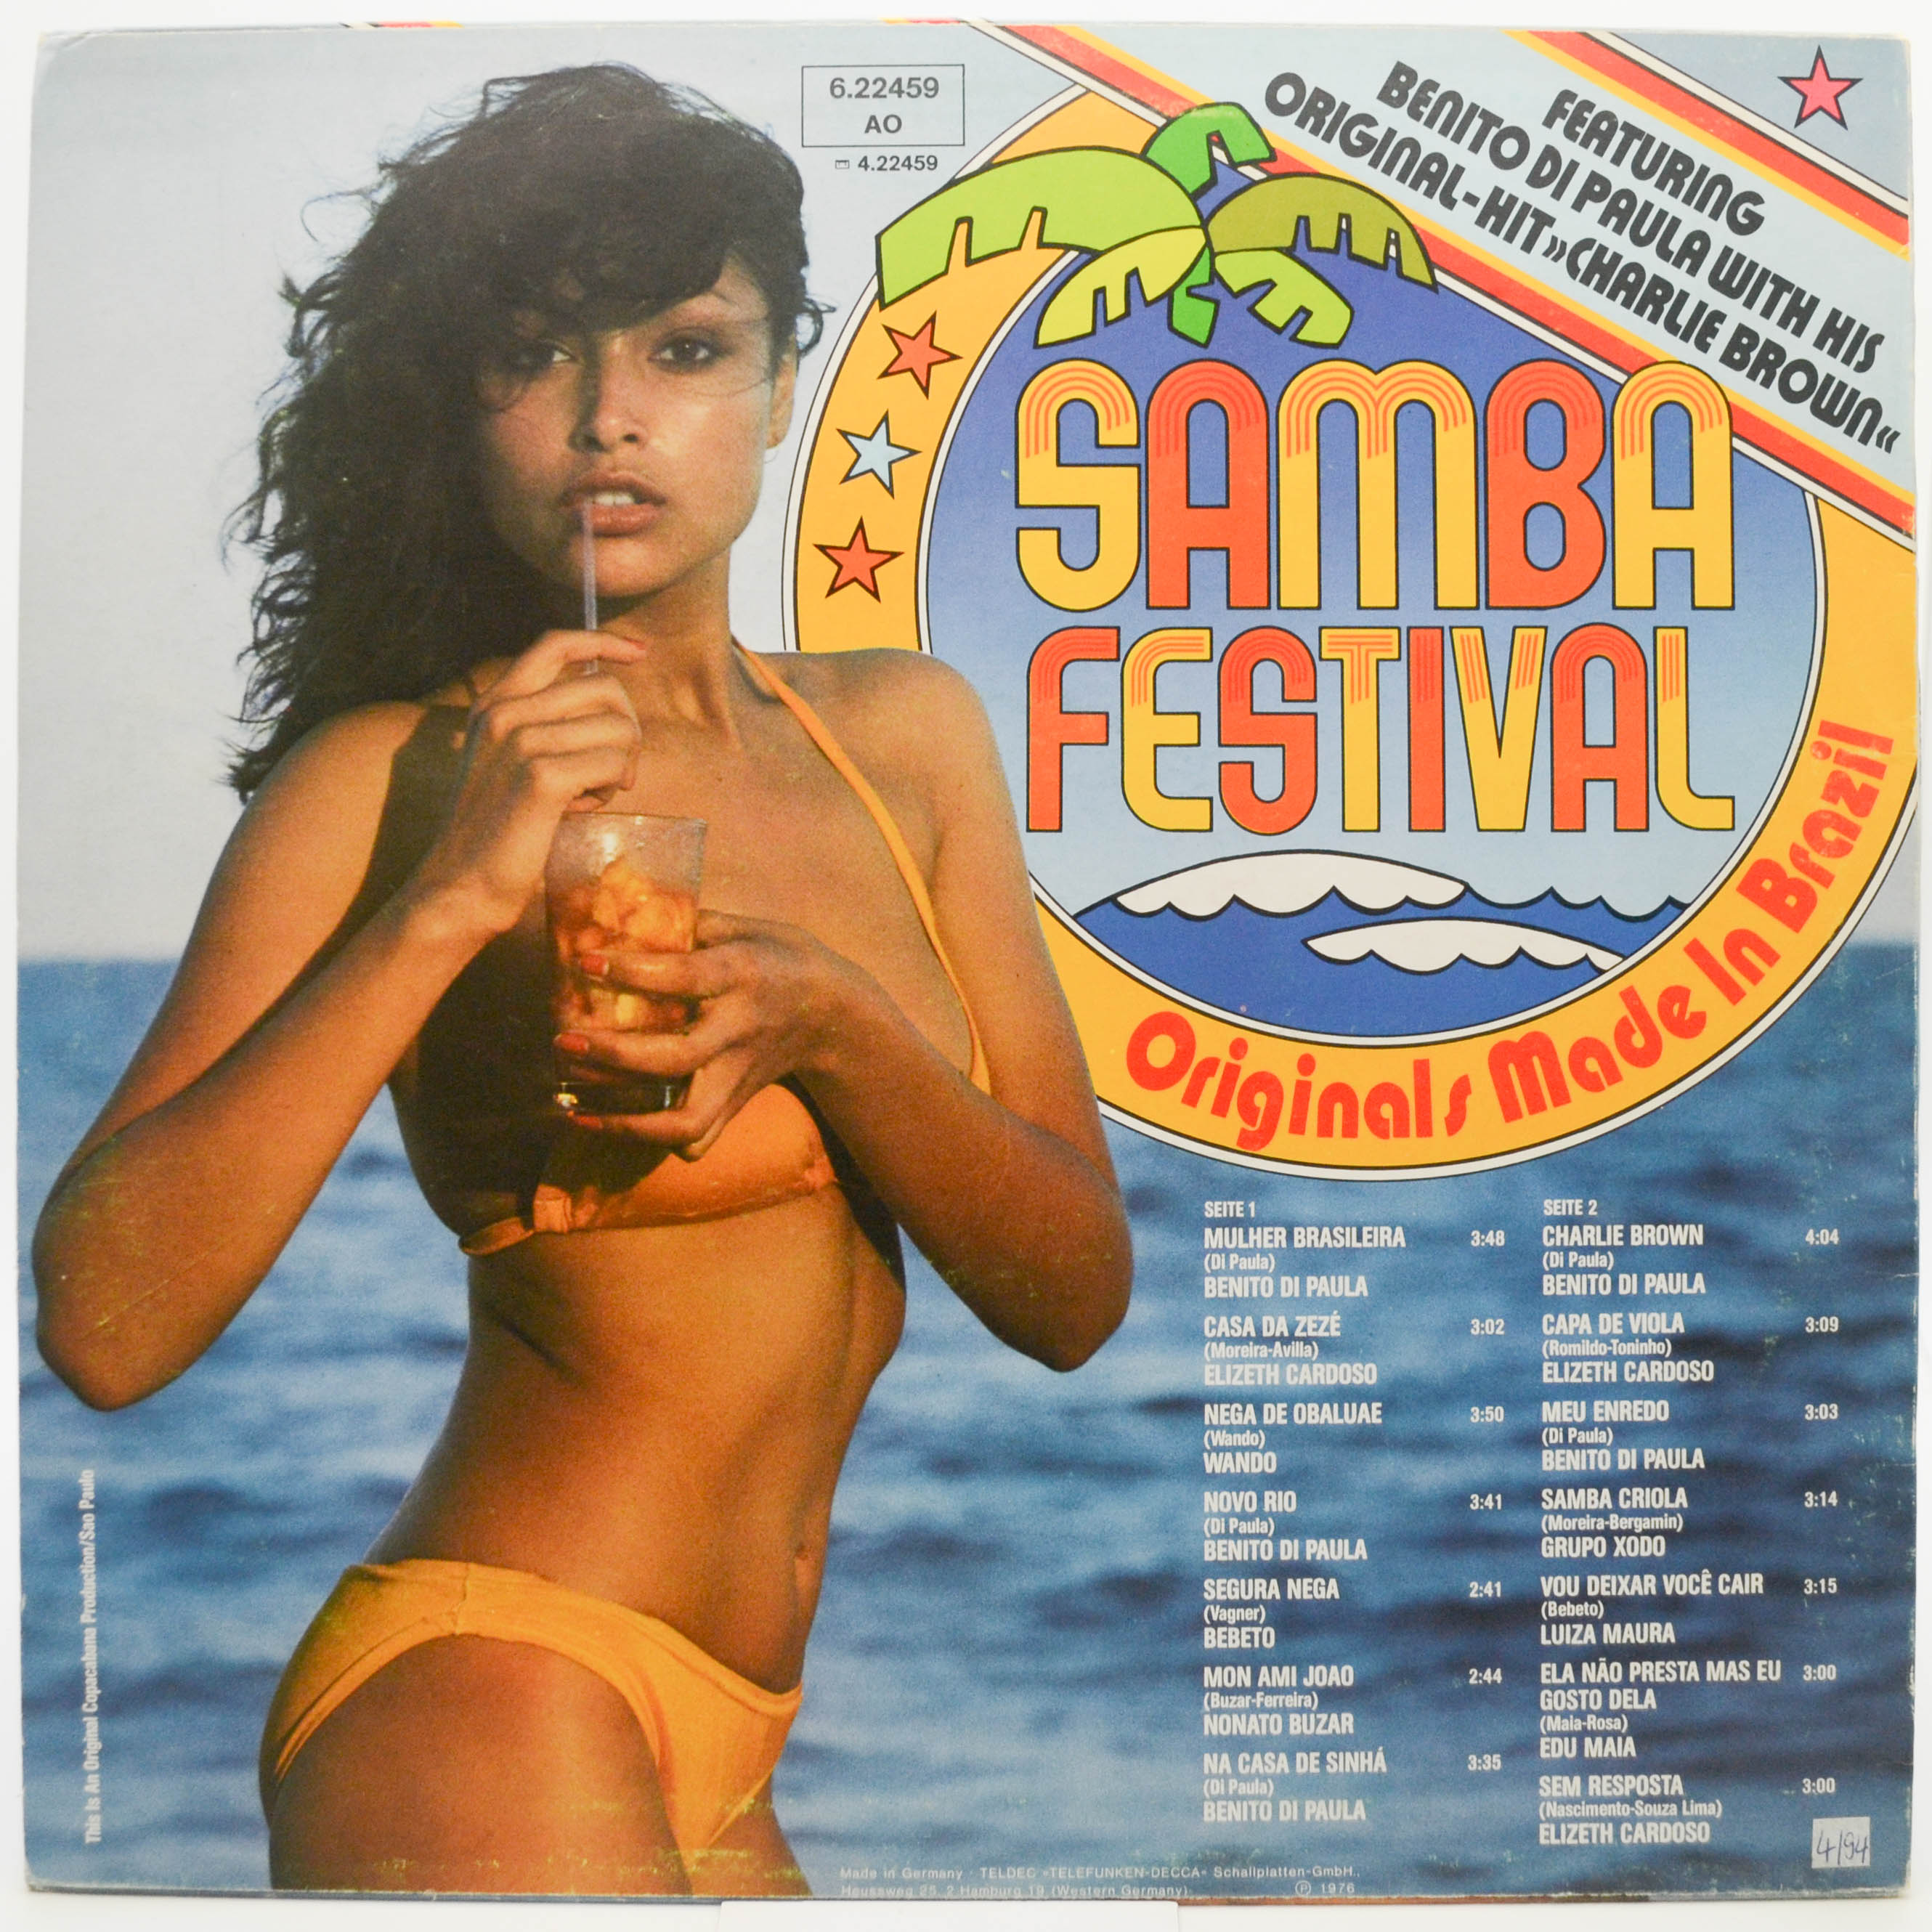 6.22459
AO
4.22459
FEATURING
BENITO DI PAULA WITH HIS
ORIGINAL-HIT »CHARLIE BROWN«
SAMBA
FESTIVAL
Originals Made In Brazil
SEITE 1
MULHER BRASILEIRA 3:48
(Di Paula)
BENITO DI PAULA
CASA DA ZEZÉ 3:02
(Moreira-Avilla)
ELIZETH CARDOSO
NEGA DE OBALUAE 3:50
(Wando)
WANDO
NOVO RIO 3:41
(Di Paula)
BENITO DI PAULA
SEGURA NEGA 2:41
(Vagner)
BEBETO
MON AMI JOAO 2:44
(Buzar-Ferreira)
NONATO BUZAR
NA CASA DE SINHÁ 3:35
(Di Paula)
BENITO DI PAULA
SEITE 2
CHARLIE BROWN 4:04
(Di Paula)
BENITO DI PAULA
CAPA DE VIOLA 3:09
(Romildo-Toninho)
ELIZETH CARDOSO
MEU ENREDO 3:03
(Di Paula)
BENITO DI PAULA
SAMBA CRIOLA 3:14
(Moreira-Bergamin)
GRUPO XODO
VOU DEIXAR VOCÊ CAIR 3:15
(Bebeto)
LUIZA MAURA
ELA NÃO PRESTA MAS EU 3:00
GOSTO DELA
(Maia-Rosa)
EDU MAIA
SEM RESPOSTA 3:00
(Nascimento-Souza Lima)
ELIZETH CARDOSO
4/94
This Is An Original Copacabana Production/Sao Paulo
Made in Germany · TELDEC »TELEFUNKEN-DECCA« Schallplatten-GmbH.,
Heussweg 25, 2 Hamburg 19 (Western Germany) ℗ 1976